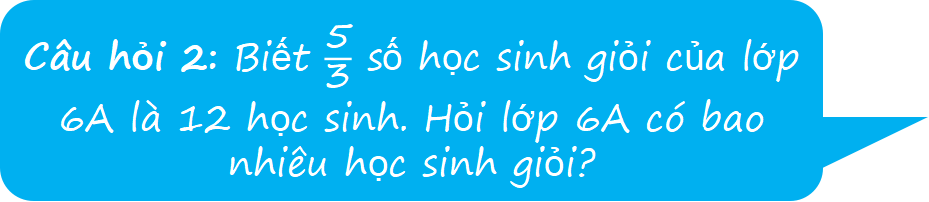 Câu hỏi 2: Biết 5/3 số học sinh giỏi của lớp
6A là 12 học sinh. Hỏi lớp 6A có bao
nhiêu học sinh giỏi?